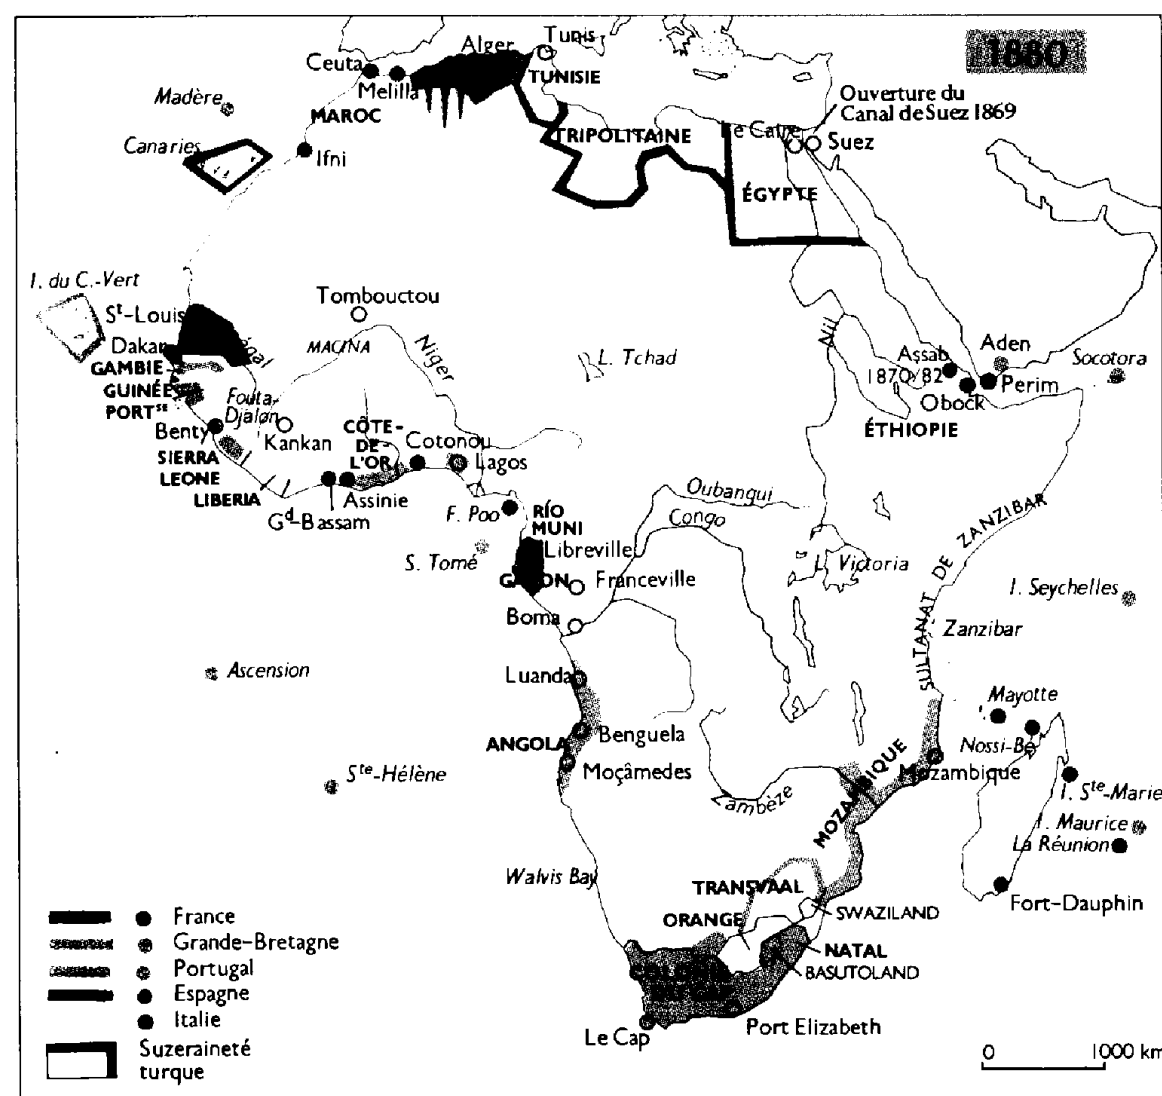 1880
Tunis
Alger
Ceuta
Melilla
TUNISIE
Madère
MAROC
Ouverture du
Canal de Suez 1869
TRIPOLITAINE
Le Caire
Suez
Canaries
Ifni
ÉGYPTE
I. du C.-Vert
Tombouctou
St-Louis
Dakar
MACINA
Niger
Nil
L. Tchad
Aden
Assab
1870/82
Socotora
Perim
Obock
GAMBIE
GUINÉE
PORTSE
Fouta-
Djalon
Kankan
ÉTHIOPIE
Benty
CÔTE-
DE-
L'OR
Cotonou
Lagos
SIERRA
LEONE
LIBERIA
Assinie
Gd-Bassam
F. Poo
RÍO
MUNI
Oubangui
Congo
SULTANAT DE ZANZIBAR
S. Tomé
Libreville
GABON
Franceville
L. Victoria
I. Seychelles
Boma
Zanzibar
Ascension
Luanda
Mayotte
ANGOLA
Benguela
Moçâmedes
Nossi-Be
Mozambique
MOZAMBIQUE
Ste-Hélène
Zambèze
I. Ste-Marie
I. Maurice
La Réunion
Walvis Bay
TRANSVAAL
Fort-Dauphin
ORANGE
SWAZILAND
NATAL
BASUTOLAND
COLONIE
DU CAP
Le Cap
Port Elizabeth
France
Grande-Bretagne
Portugal
Espagne
Italie
Suzeraineté
turque
0 1000 km